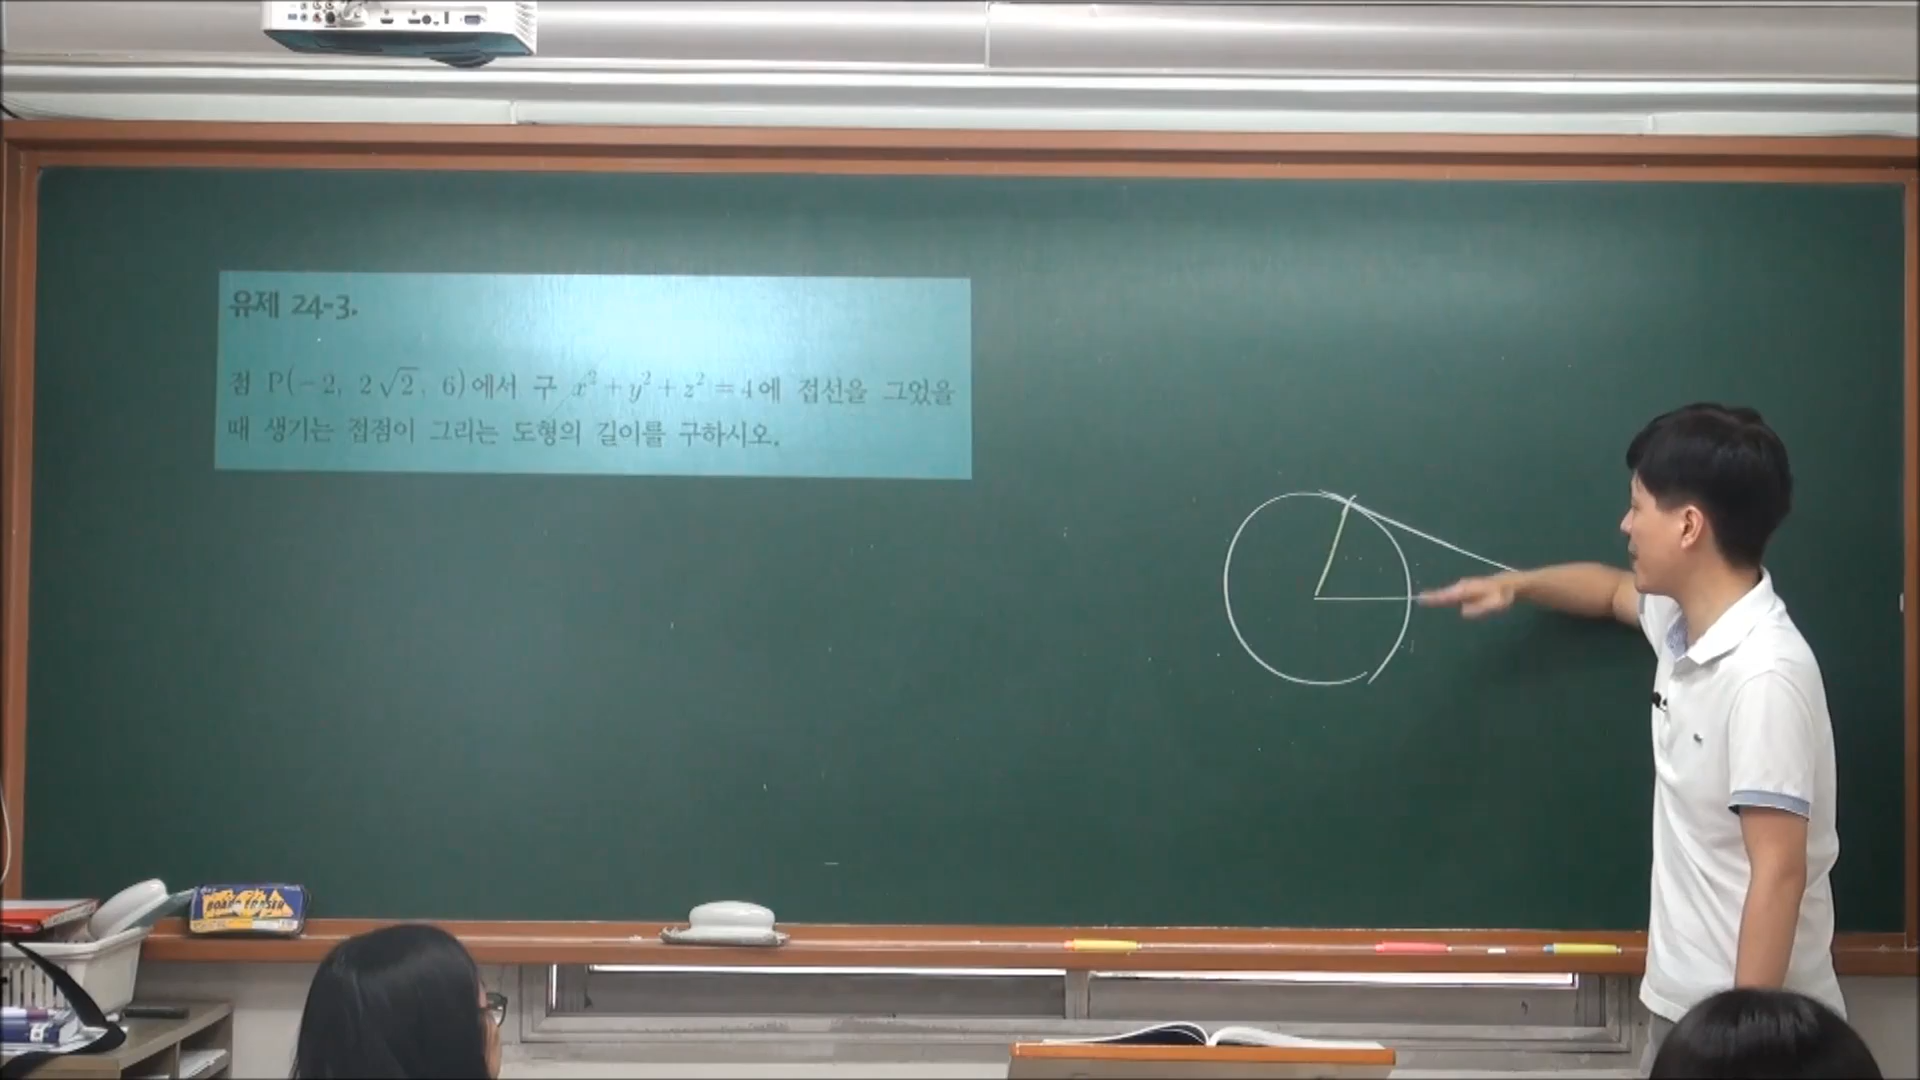 유제 24-3.
점 P(-2, 2√2, 6)에서 구 x²+y²+z²=4에 접선을 그었을
때 생기는 접점이 그리는 도형의 길이를 구하시오.
BOARD ERASER